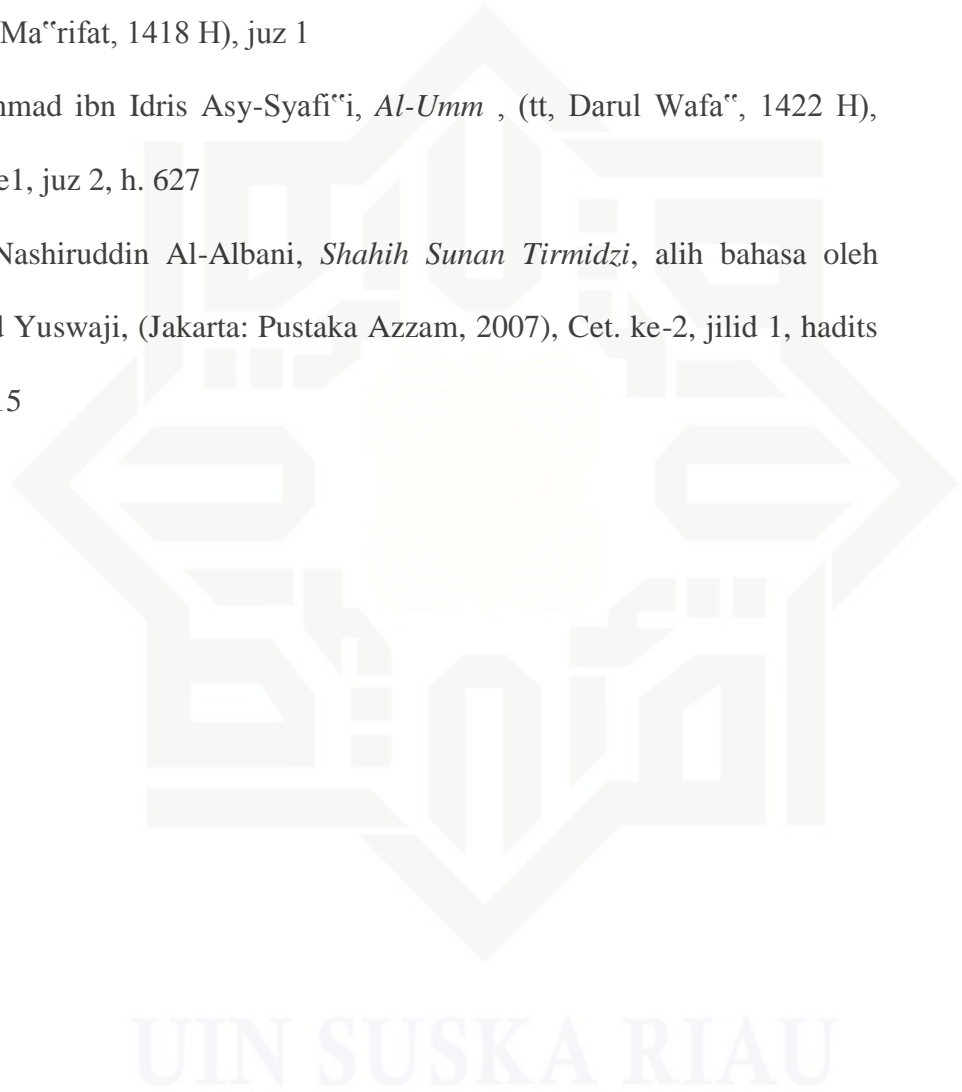 Ma‟rifat, 1418 H), juz 1
mad ibn Idris Asy-Syafi‟i, Al-Umm , (tt, Darul Wafa‟, 1422 H),
e1, juz 2, h. 627
Nashiruddin Al-Albani, Shahih Sunan Tirmidzi, alih bahasa oleh
Yuswaji, (Jakarta: Pustaka Azzam, 2007), Cet. ke-2, jilid 1, hadits
15
UIN SUSKA RIAU